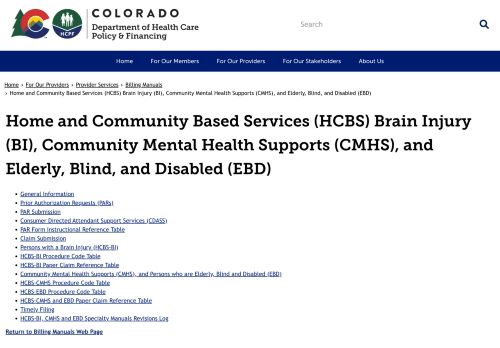 COLORADO
Department of Health Care
Policy & Financing
HCPF
Search
Home
For Our Members
For Our Providers
For Our Stakeholders
About Us
Home › For Our Providers › Provider Services › Billing Manuals
› Home and Community Based Services (HCBS) Brain Injury (BI), Community Mental Health Supports (CMHS), and Elderly, Blind, and Disabled (EBD)
Home and Community Based Services (HCBS) Brain Injury
(BI), Community Mental Health Supports (CMHS), and
Elderly, Blind, and Disabled (EBD)
• General Information
• Prior Authorization Requests (PARs)
• PAR Submission
• Consumer Directed Attendant Support Services (CDASS)
• PAR Form Instructional Reference Table
• Claim Submission
• Persons with a Brain Injury (HCBS-BI)
• HCBS-BI Procedure Code Table
• HCBS-BI Paper Claim Reference Table
• Community Mental Health Supports (CMHS), and Persons who are Elderly, Blind and Disabled (EBD)
• HCBS-CMHS Procedure Code Table
• HCBS-EBD Procedure Code Table
• HCBS CMHS and EBD Paper Claim Reference Table
• Timely Filing
• HCBS-BI, CMHS and EBD Specialty Manuals Revisions Log
Return to Billing Manuals Web Page